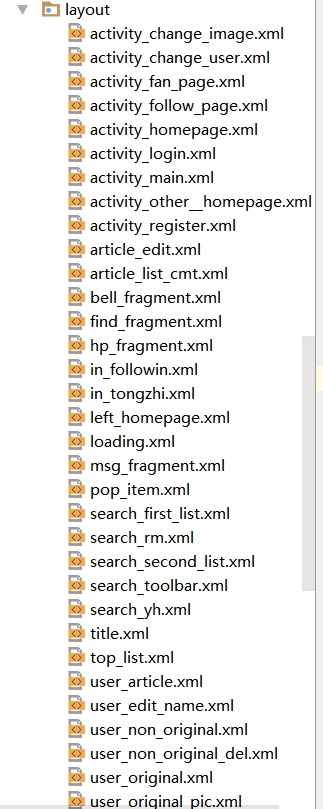 layout
activity_change_image.xml
activity_change_user.xml
activity_fan_page.xml
activity_follow_page.xml
activity_homepage.xml
activity_login.xml
activity_main.xml
activity_other__homepage.xml
activity_register.xml
article_edit.xml
article_list_cmt.xml
bell_fragment.xml
find_fragment.xml
hp_fragment.xml
in_followin.xml
in_tongzhi.xml
left_homepage.xml
loading.xml
msg_fragment.xml
pop_item.xml
search_first_list.xml
search_rm.xml
search_second_list.xml
search_toolbar.xml
search_yh.xml
title.xml
top_list.xml
user_article.xml
user_edit_name.xml
user_non_original.xml
user_non_original_del.xml
user_original.xml
user_original_pic.xml